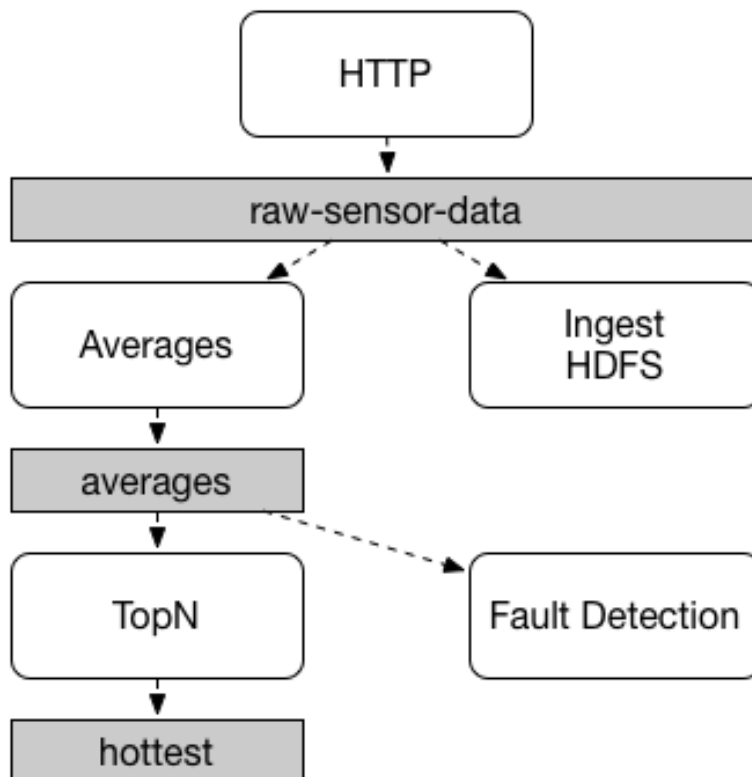 HTTP
raw-sensor-data
Averages
Ingest
HDFS
averages
TopN
Fault Detection
hottest